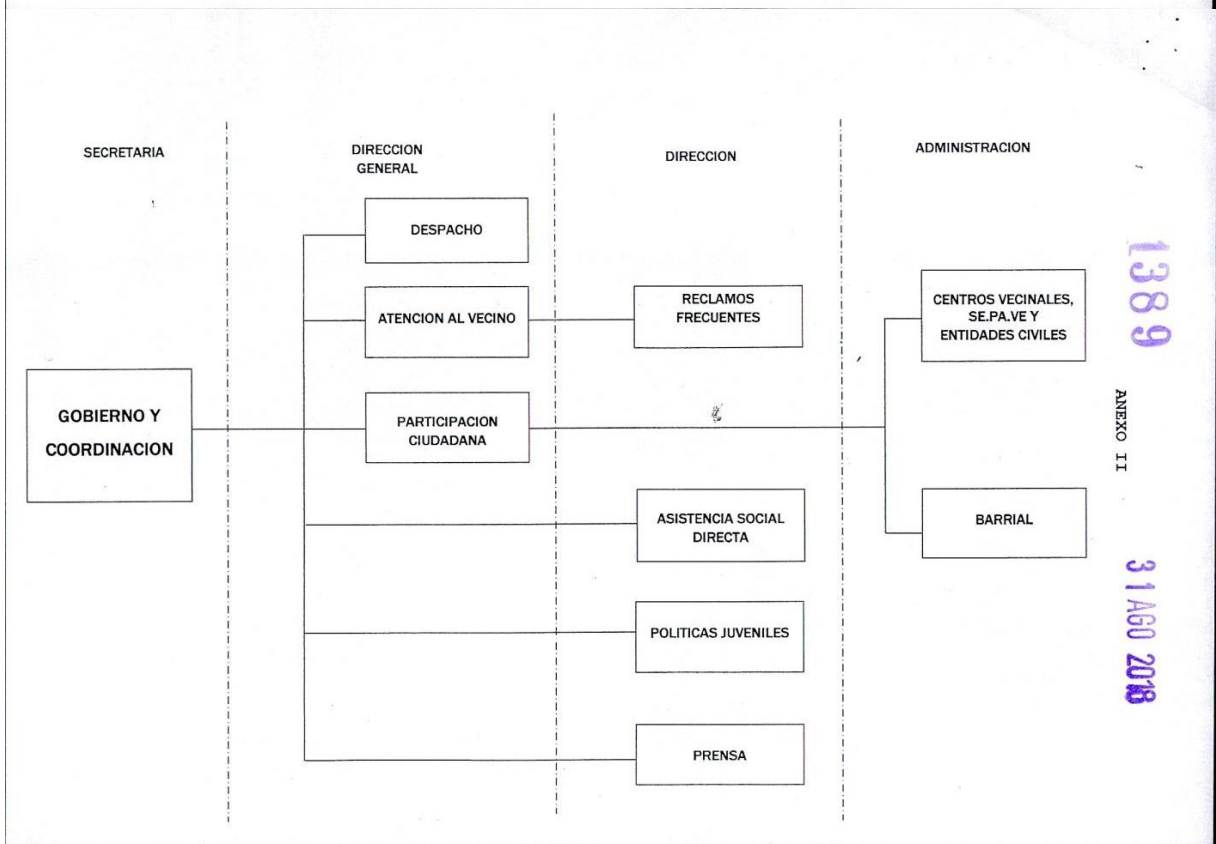 SECRETARIA
DIRECCION
GENERAL
DIRECCION
ADMINISTRACION
DESPACHO
ATENCION AL VECINO
RECLAMOS
FRECUENTES
CENTROS VECINALES,
SE.PA.VE Y
ENTIDADES CIVILES
GOBIERNO Y
COORDINACION
PARTICIPACION
CIUDADANA
ASISTENCIA SOCIAL
DIRECTA
BARRIAL
POLITICAS JUVENILES
PRENSA
1389
ANEXO II
31 AGO 2018